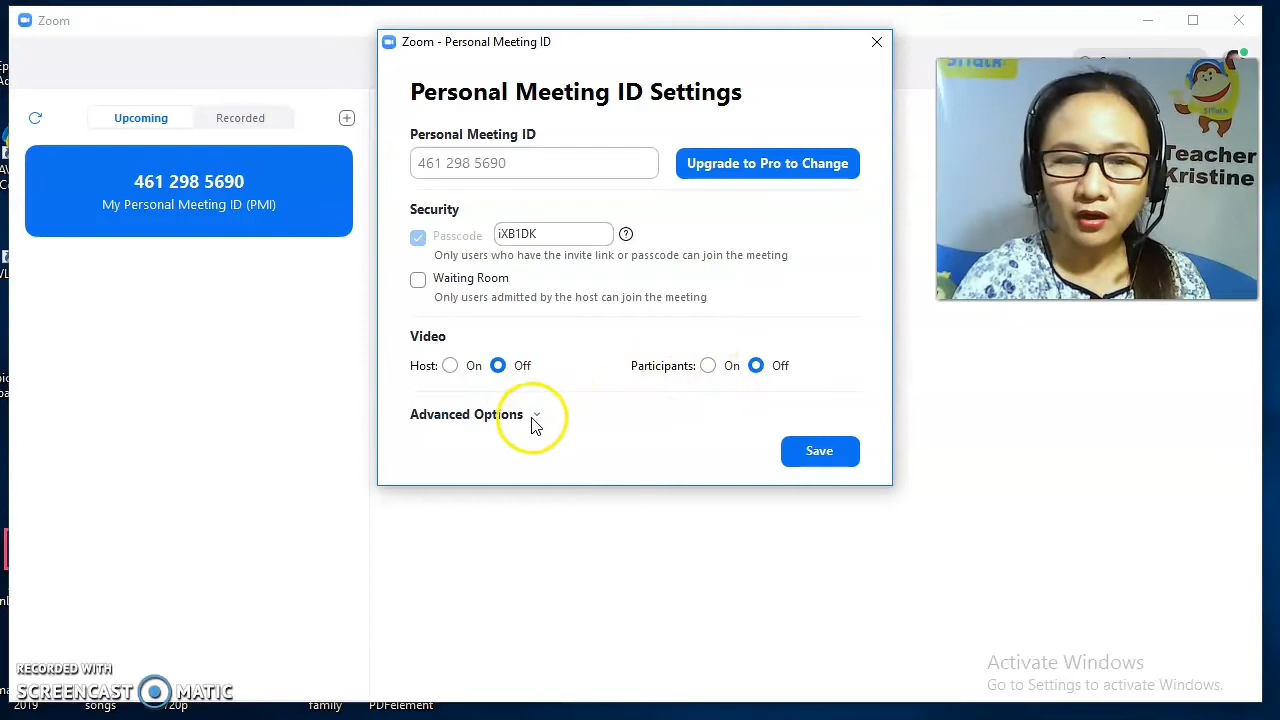 Zoom
Zoom - Personal Meeting ID
Personal Meeting ID Settings
Personal Meeting ID
461 298 5690
Upgrade to Pro to Change
Security
Passcode
iXB1DK
Only users who have the invite link or passcode can join the meeting
Waiting Room
Only users admitted by the host can join the meeting
Video
Host: On Off
Participants: On Off
Advanced Options
Save
Upcoming
Recorded
461 298 5690
My Personal Meeting ID (PMI)
51Talk
51Talk
Teacher
Kristine
Activate Windows
Go to Settings to activate Windows.
RECORDED WITH
SCREENCAST MATIC
2019
songs
720p
family
PDFelement